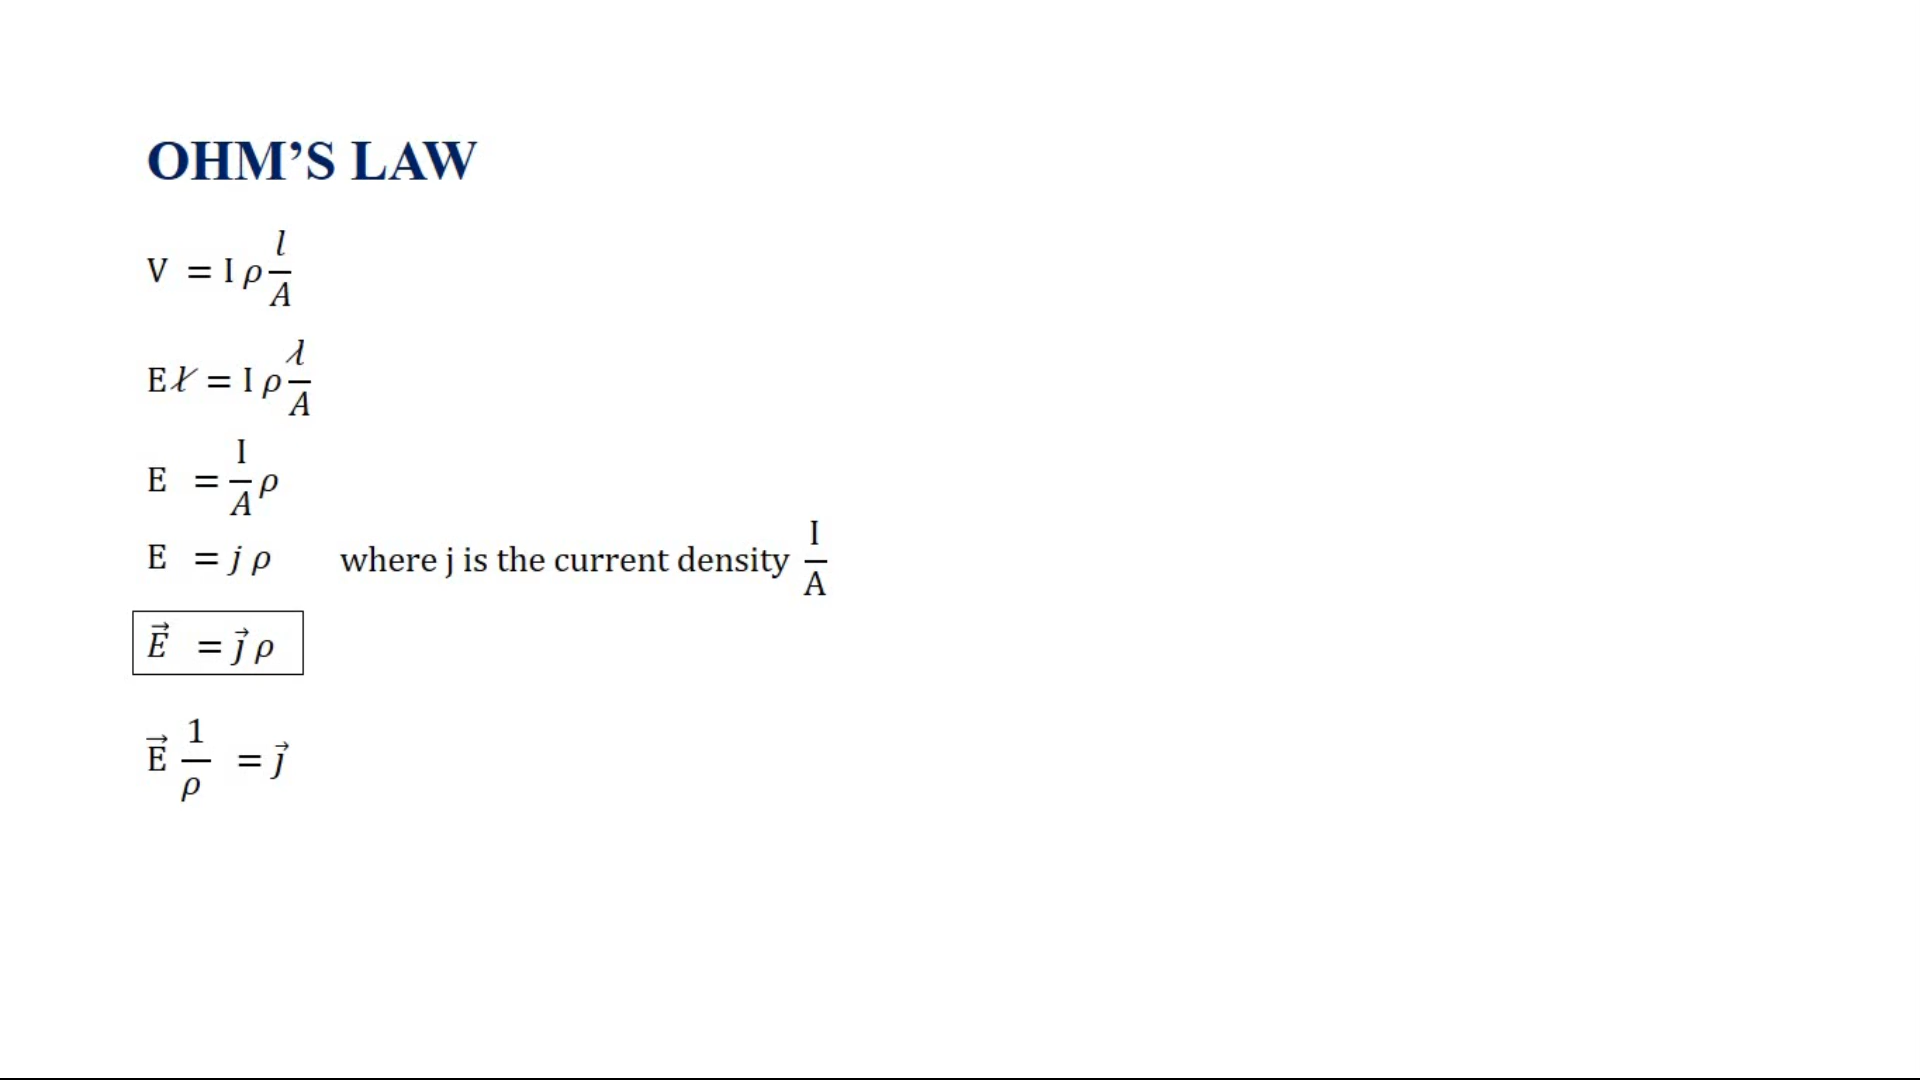 OHM’S LAW
V = I ρ l/A
E l = I ρ l/A
E = I/A ρ
E = j ρ where j is the current density I/A
E⃗ = j⃗ ρ
E⃗ 1/ρ = j⃗